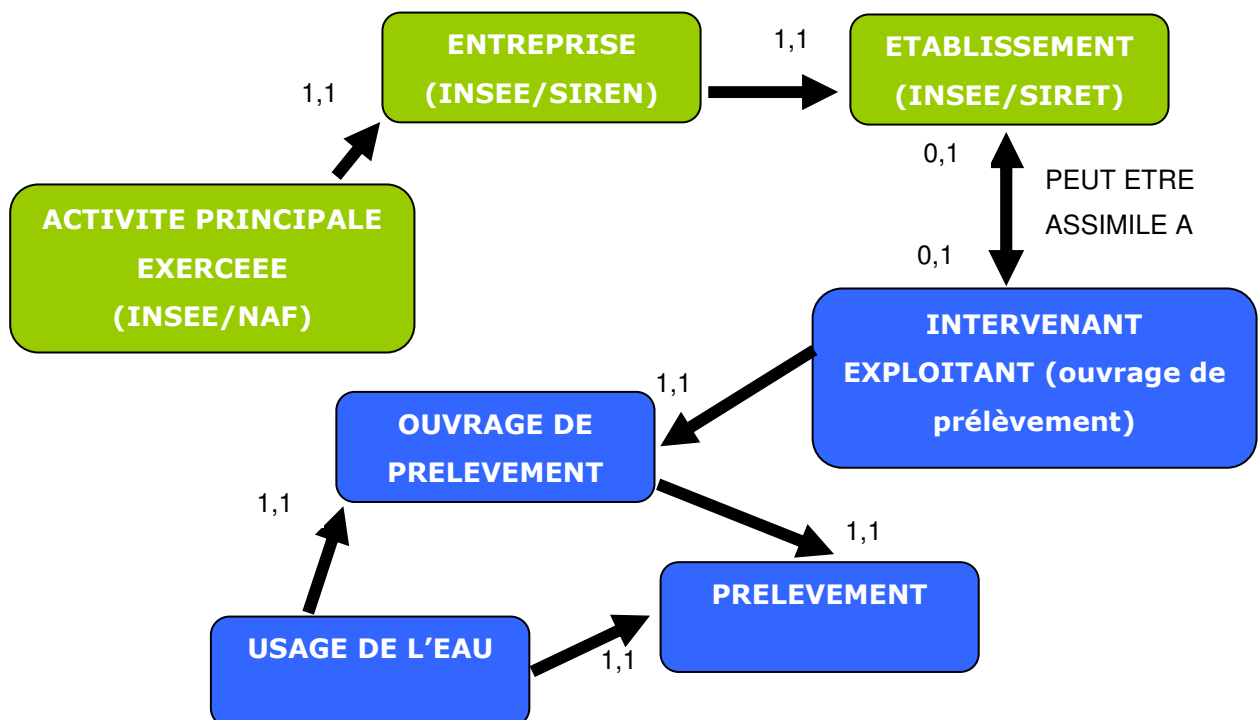 ENTREPRISE
(INSEE/SIREN)
1,1
ETABLISSEMENT
(INSEE/SIRET)
1,1
0,1
PEUT ETRE
ASSIMILE A
0,1
ACTIVITE PRINCIPALE
EXERCEEE
(INSEE/NAF)
INTERVENANT
EXPLOITANT (ouvrage de
prélèvement)
1,1
OUVRAGE DE
PRELEVEMENT
1,1
1,1
PRELEVEMENT
USAGE DE L'EAU
1,1